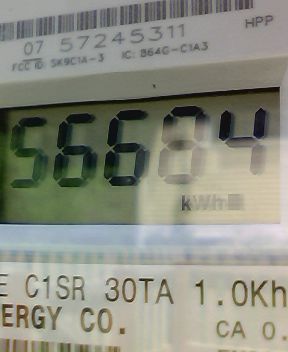 HPP
07 57245311
FCC ID: SK9C1A-3 IC: 864G-C1A3
56684
kWh
E C1SR 30TA 1.0Kh
ERGY CO.
CA 0.